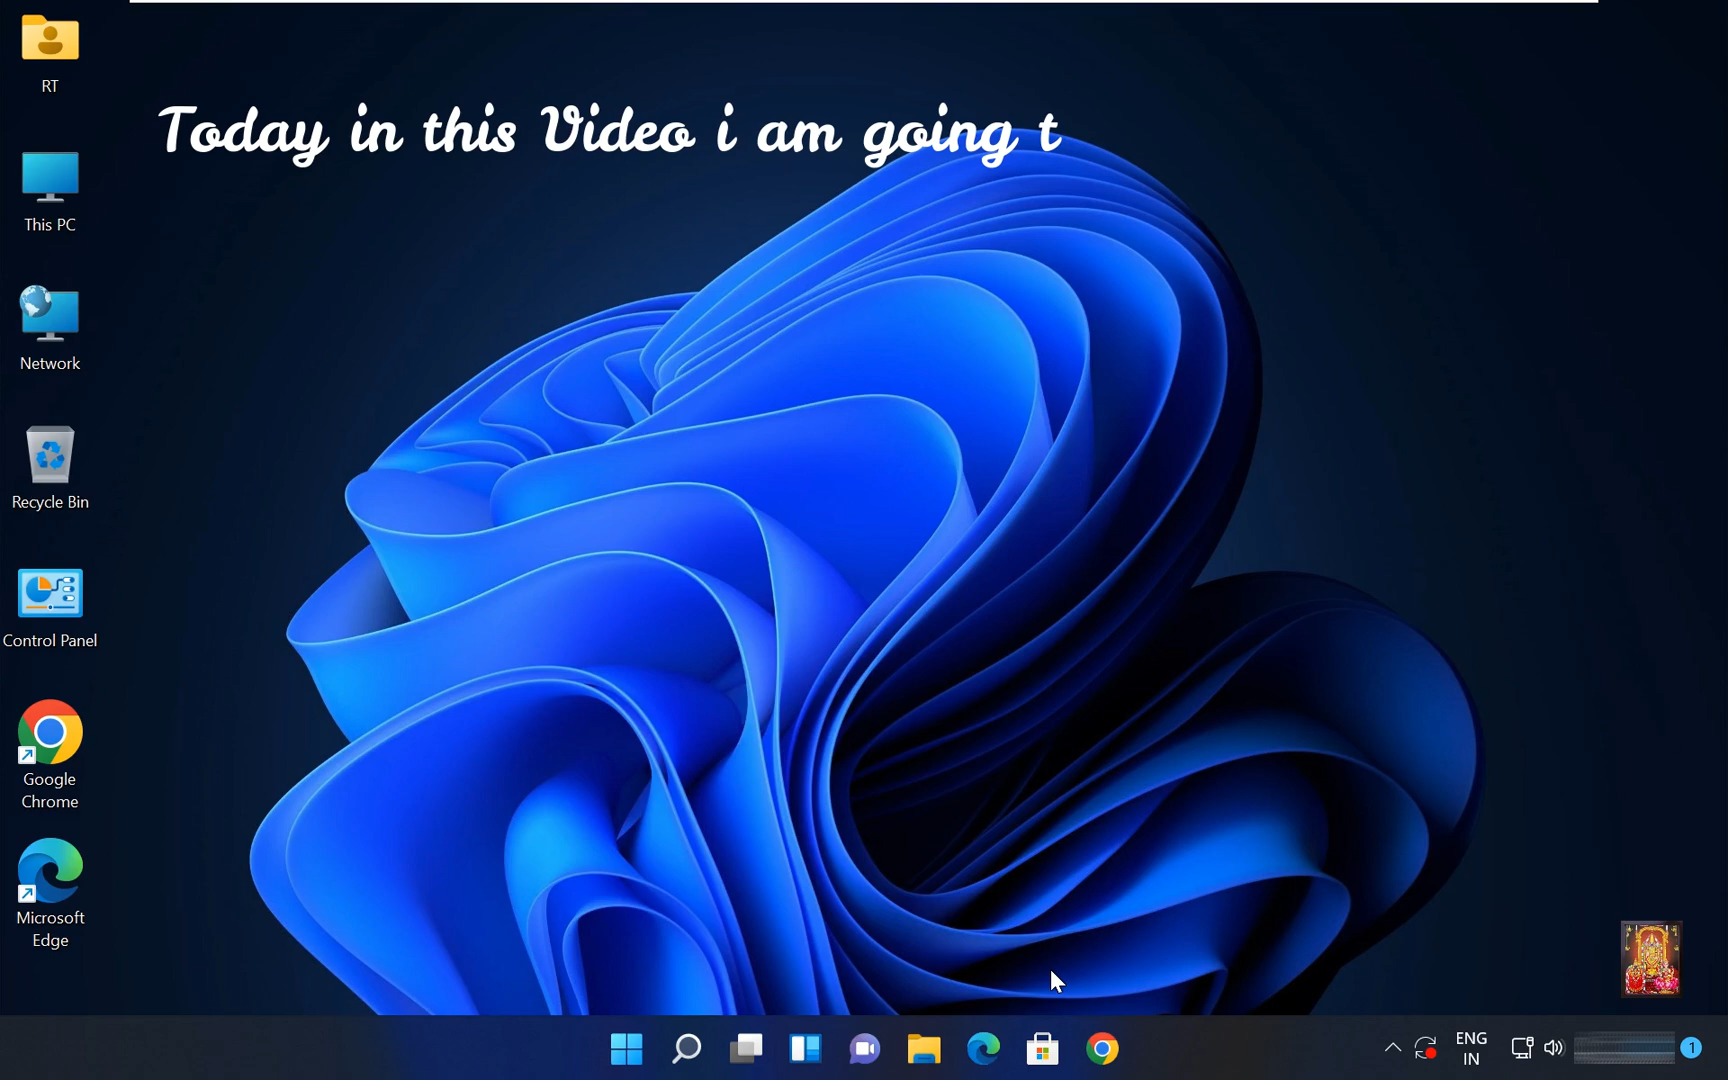 Today in this Video i am going t
RT
This PC
Network
Recycle Bin
Control Panel
Google
Chrome
Microsoft
Edge
ENG
IN
1